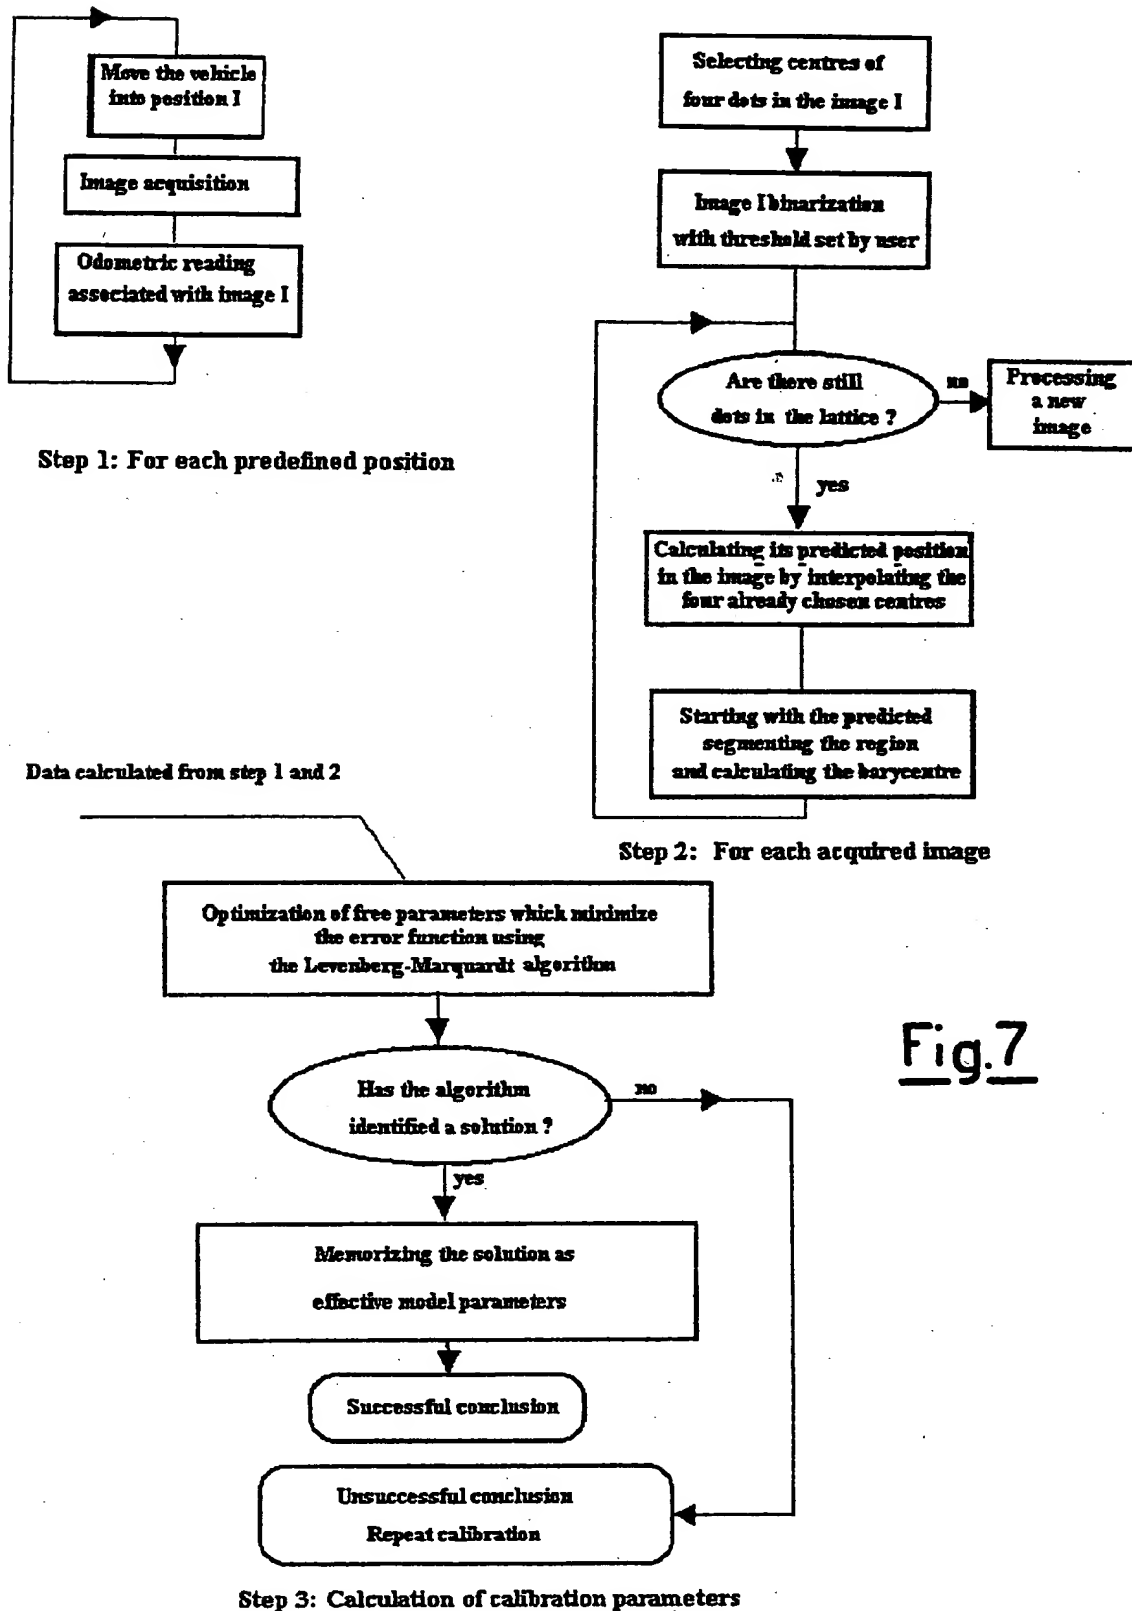 Move the vehicle
into position I
Image acquisition
Odometric reading
associated with image I
Step 1: For each predefined position
Selecting centres of
four dots in the image I
Image I binarization
with threshold set by user
Are there still
dots in the lattice ?
no
Processing
a new
image
yes
Calculating its predicted position
in the image by interpolating the
four already chosen centres
Starting with the predicted
segmenting the region
and calculating the barycentre
Step 2: For each acquired image
Data calculated from step 1 and 2
Optimization of free parameters which minimize
the error function using
the Levenberg-Marquardt algorithm
Has the algorithm
identified a solution ?
no
yes
Memorizing the solution as
effective model parameters
Successful conclusion
Unsuccessful conclusion
Repeat calibration
Step 3: Calculation of calibration parameters
Fig.7